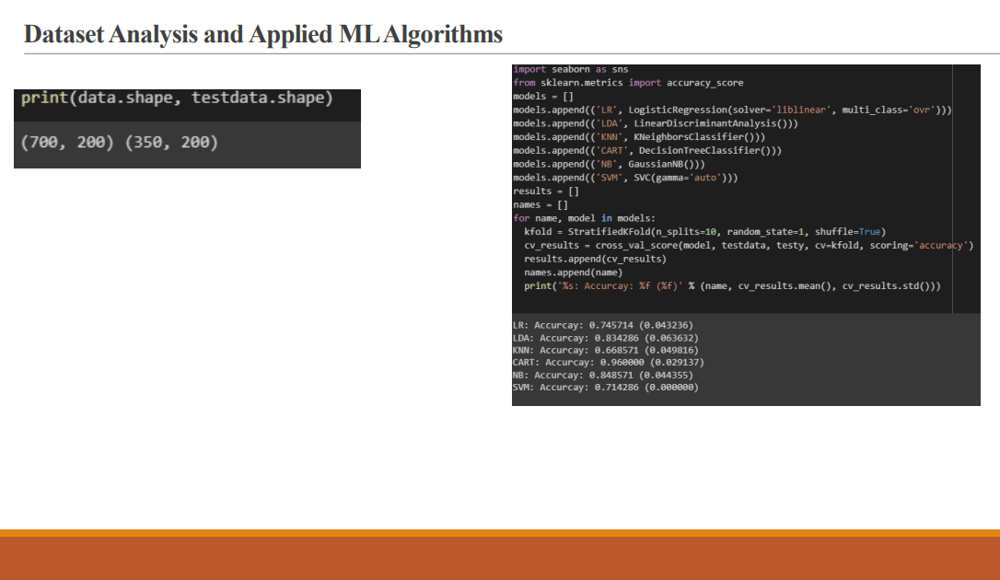 Dataset Analysis and Applied ML Algorithms
print(data.shape, testdata.shape)
(700, 200) (350, 200)
import seaborn as sns
from sklearn.metrics import accuracy_score
models = []
models.append(('LR', LogisticRegression(solver='liblinear', multi_class='ovr')))
models.append(('LDA', LinearDiscriminantAnalysis()))
models.append(('KNN', KNeighborsClassifier()))
models.append(('CART', DecisionTreeClassifier()))
models.append(('NB', GaussianNB()))
models.append(('SVM', SVC(gamma='auto')))
results = []
names = []
for name, model in models:
  kfold = StratifiedKFold(n_splits=10, random_state=1, shuffle=True)
  cv_results = cross_val_score(model, testdata, testy, cv=kfold, scoring='accuracy')
  results.append(cv_results)
  names.append(name)
  print('%s: Accurcay: %f (%f)' % (name, cv_results.mean(), cv_results.std()))
LR: Accurcay: 0.745714 (0.043236)
LDA: Accurcay: 0.834286 (0.063632)
KNN: Accurcay: 0.668571 (0.049816)
CART: Accurcay: 0.960000 (0.029137)
NB: Accurcay: 0.848571 (0.044355)
SVM: Accurcay: 0.714286 (0.000000)